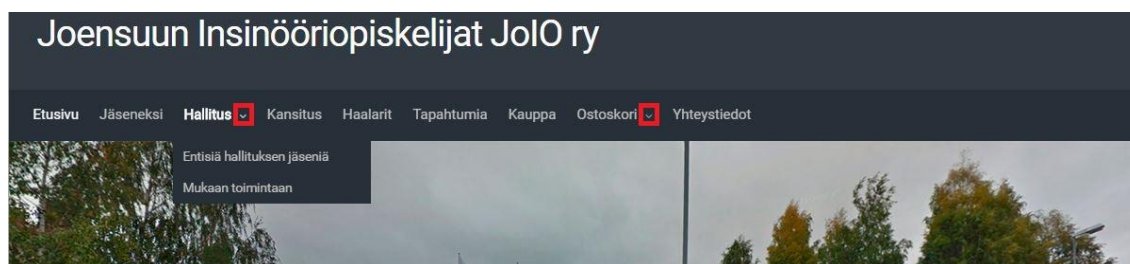 Joensuun Insinööriopiskelijat JoIO ry
Etusivu Jäseneksi Hallitus Kansitus Haalarit Tapahtumia Kauppa Ostoskori Yhteystiedot
Entisiä hallituksen jäseniä
Mukaan toimintaan